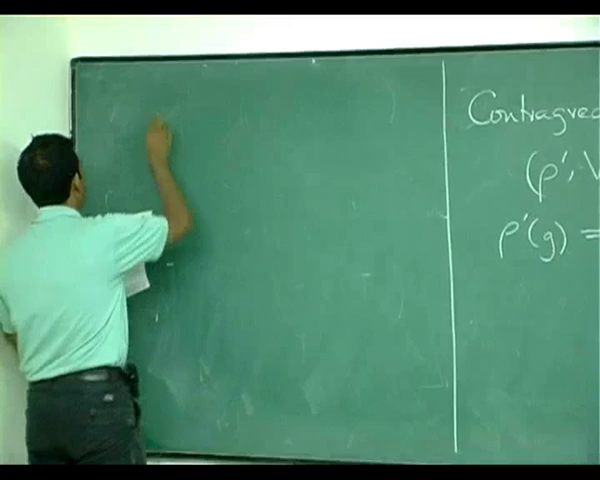 Contragred
(ρ', V
ρ'(g) =